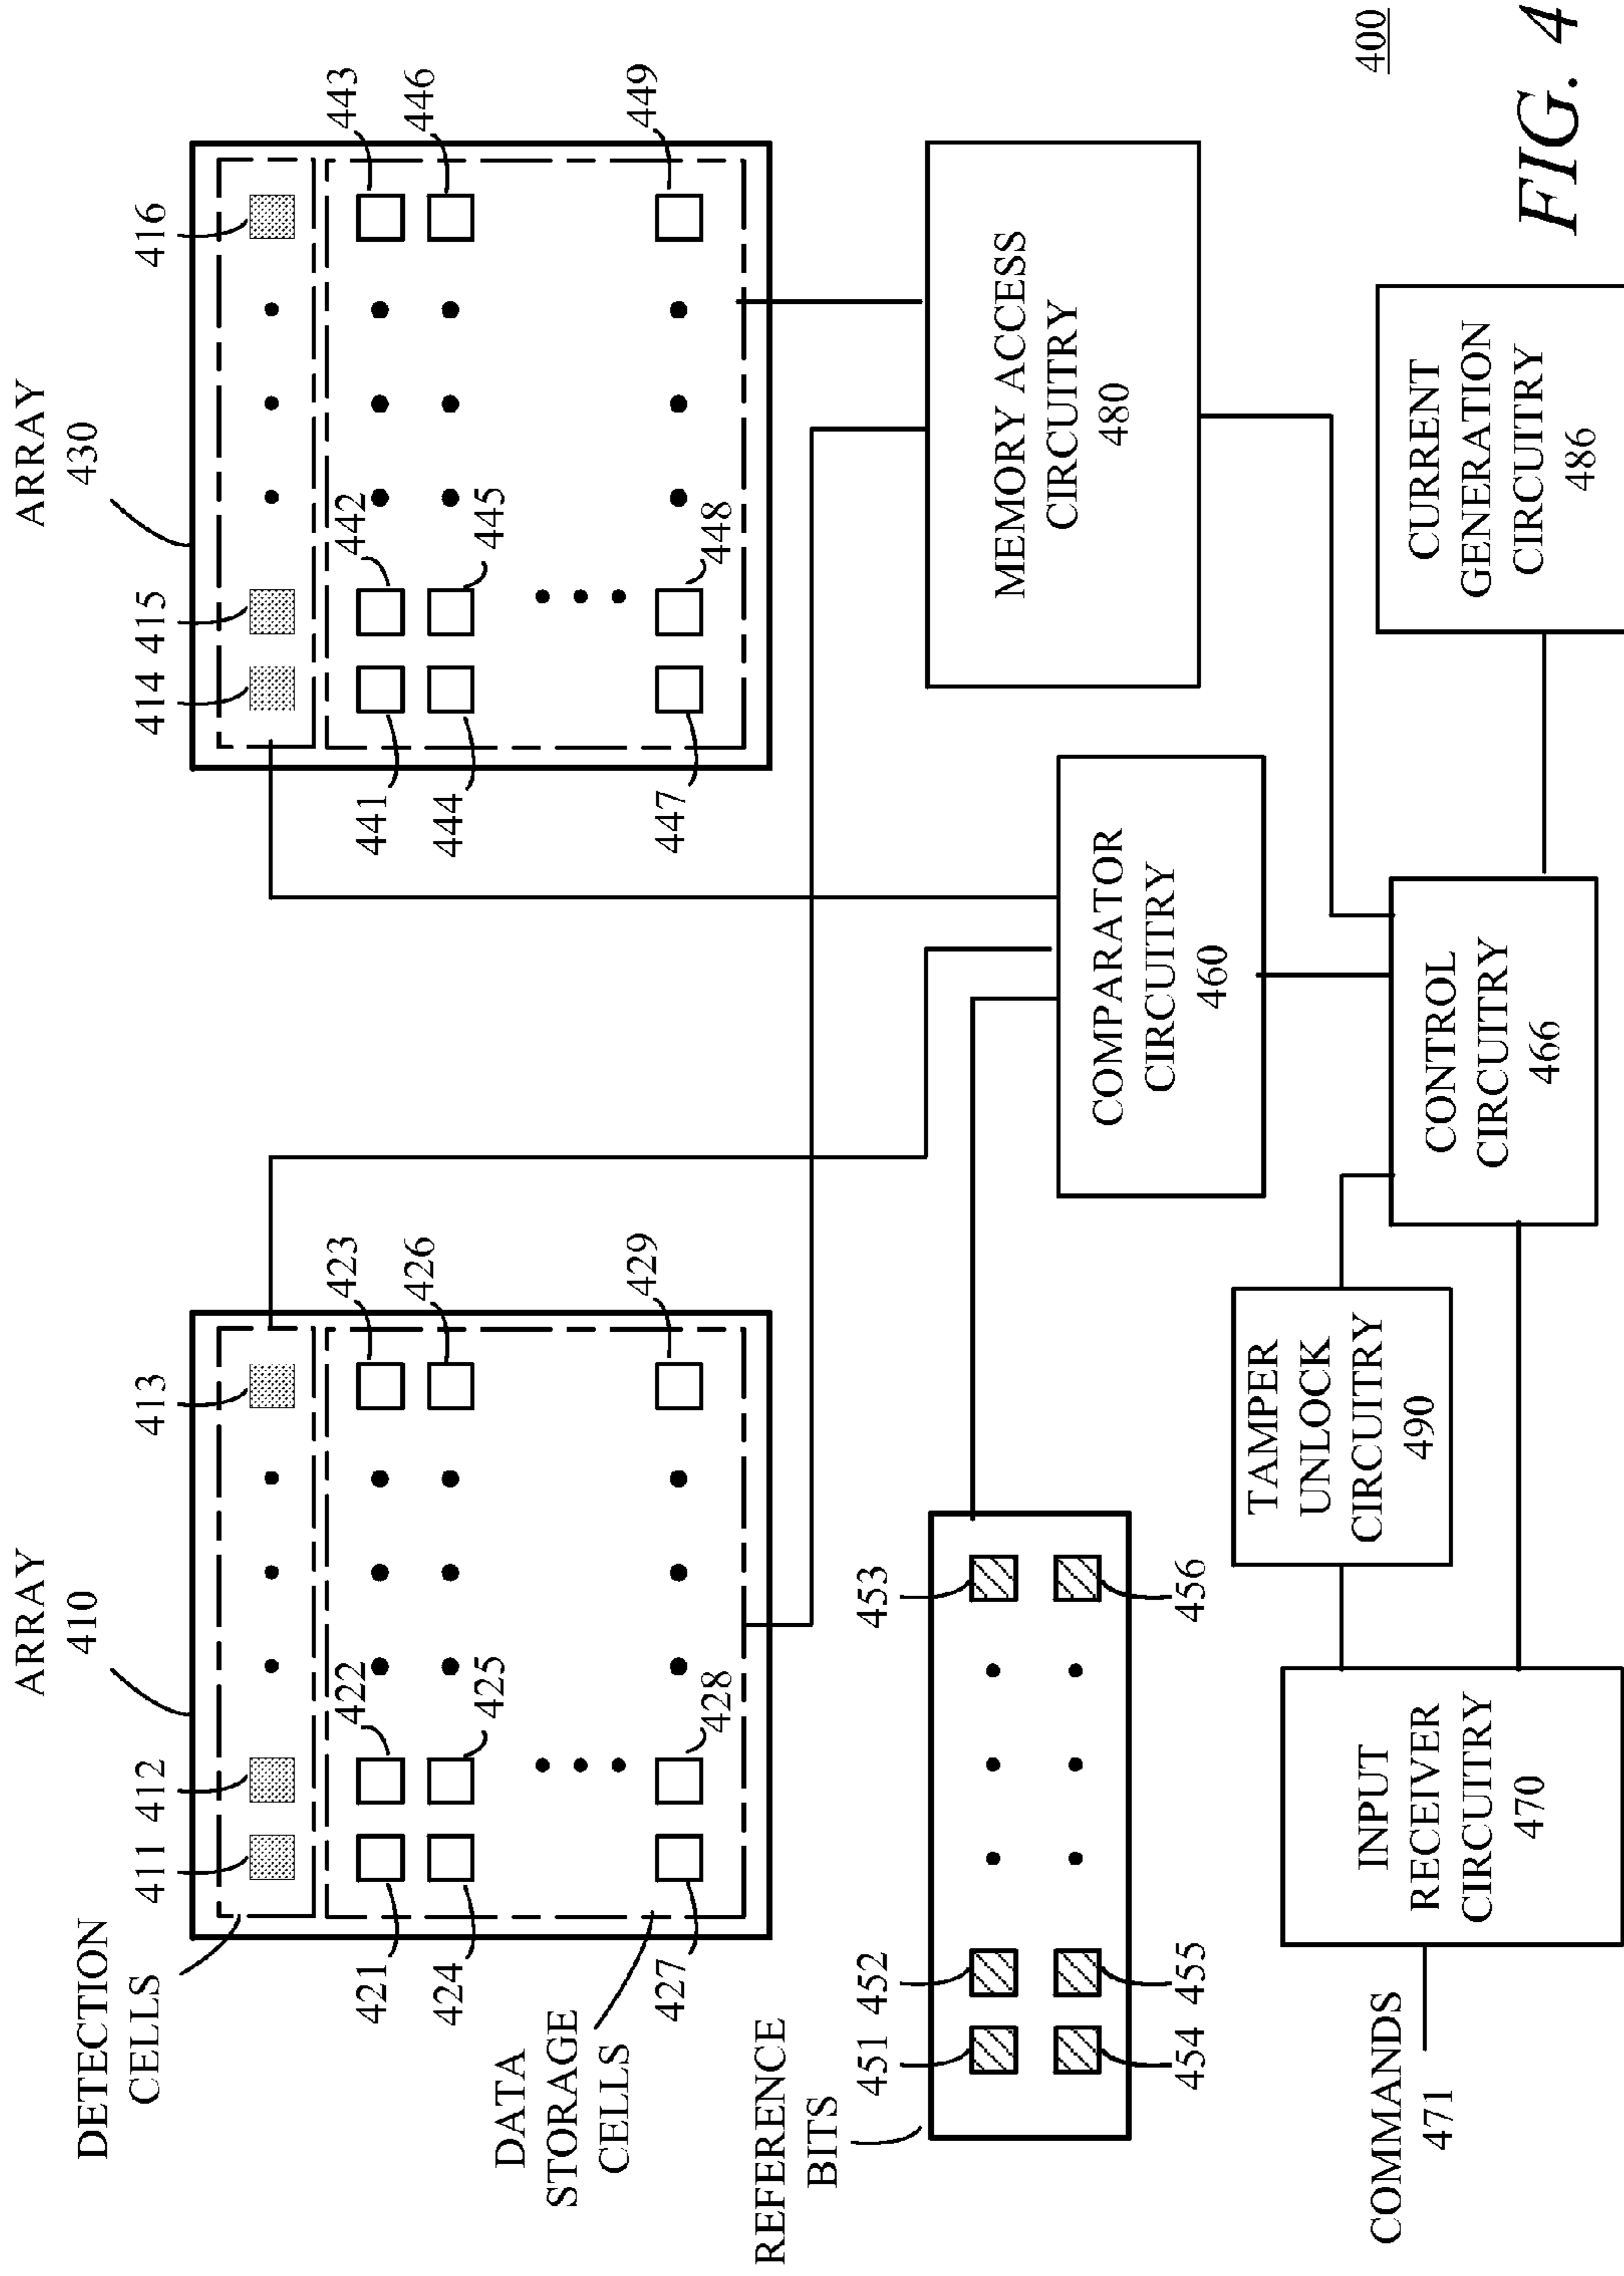 ARRAY
410
ARRAY
430
DETECTION
CELLS
411
412
413
414
415
416
421
422
423
441
442
443
424
425
426
444
445
446
DATA
STORAGE
CELLS
427
428
429
447
448
449
REFERENCE
BITS
451
452
453
454
455
456
COMPARATOR
CIRCUITRY
460
MEMORY ACCESS
CIRCUITRY
480
COMMANDS
471
INPUT
RECEIVER
CIRCUITRY
470
TAMPER
UNLOCK
CIRCUITRY
490
CONTROL
CIRCUITRY
466
CURRENT
GENERATION
CIRCUITRY
486
400
FIG. 4